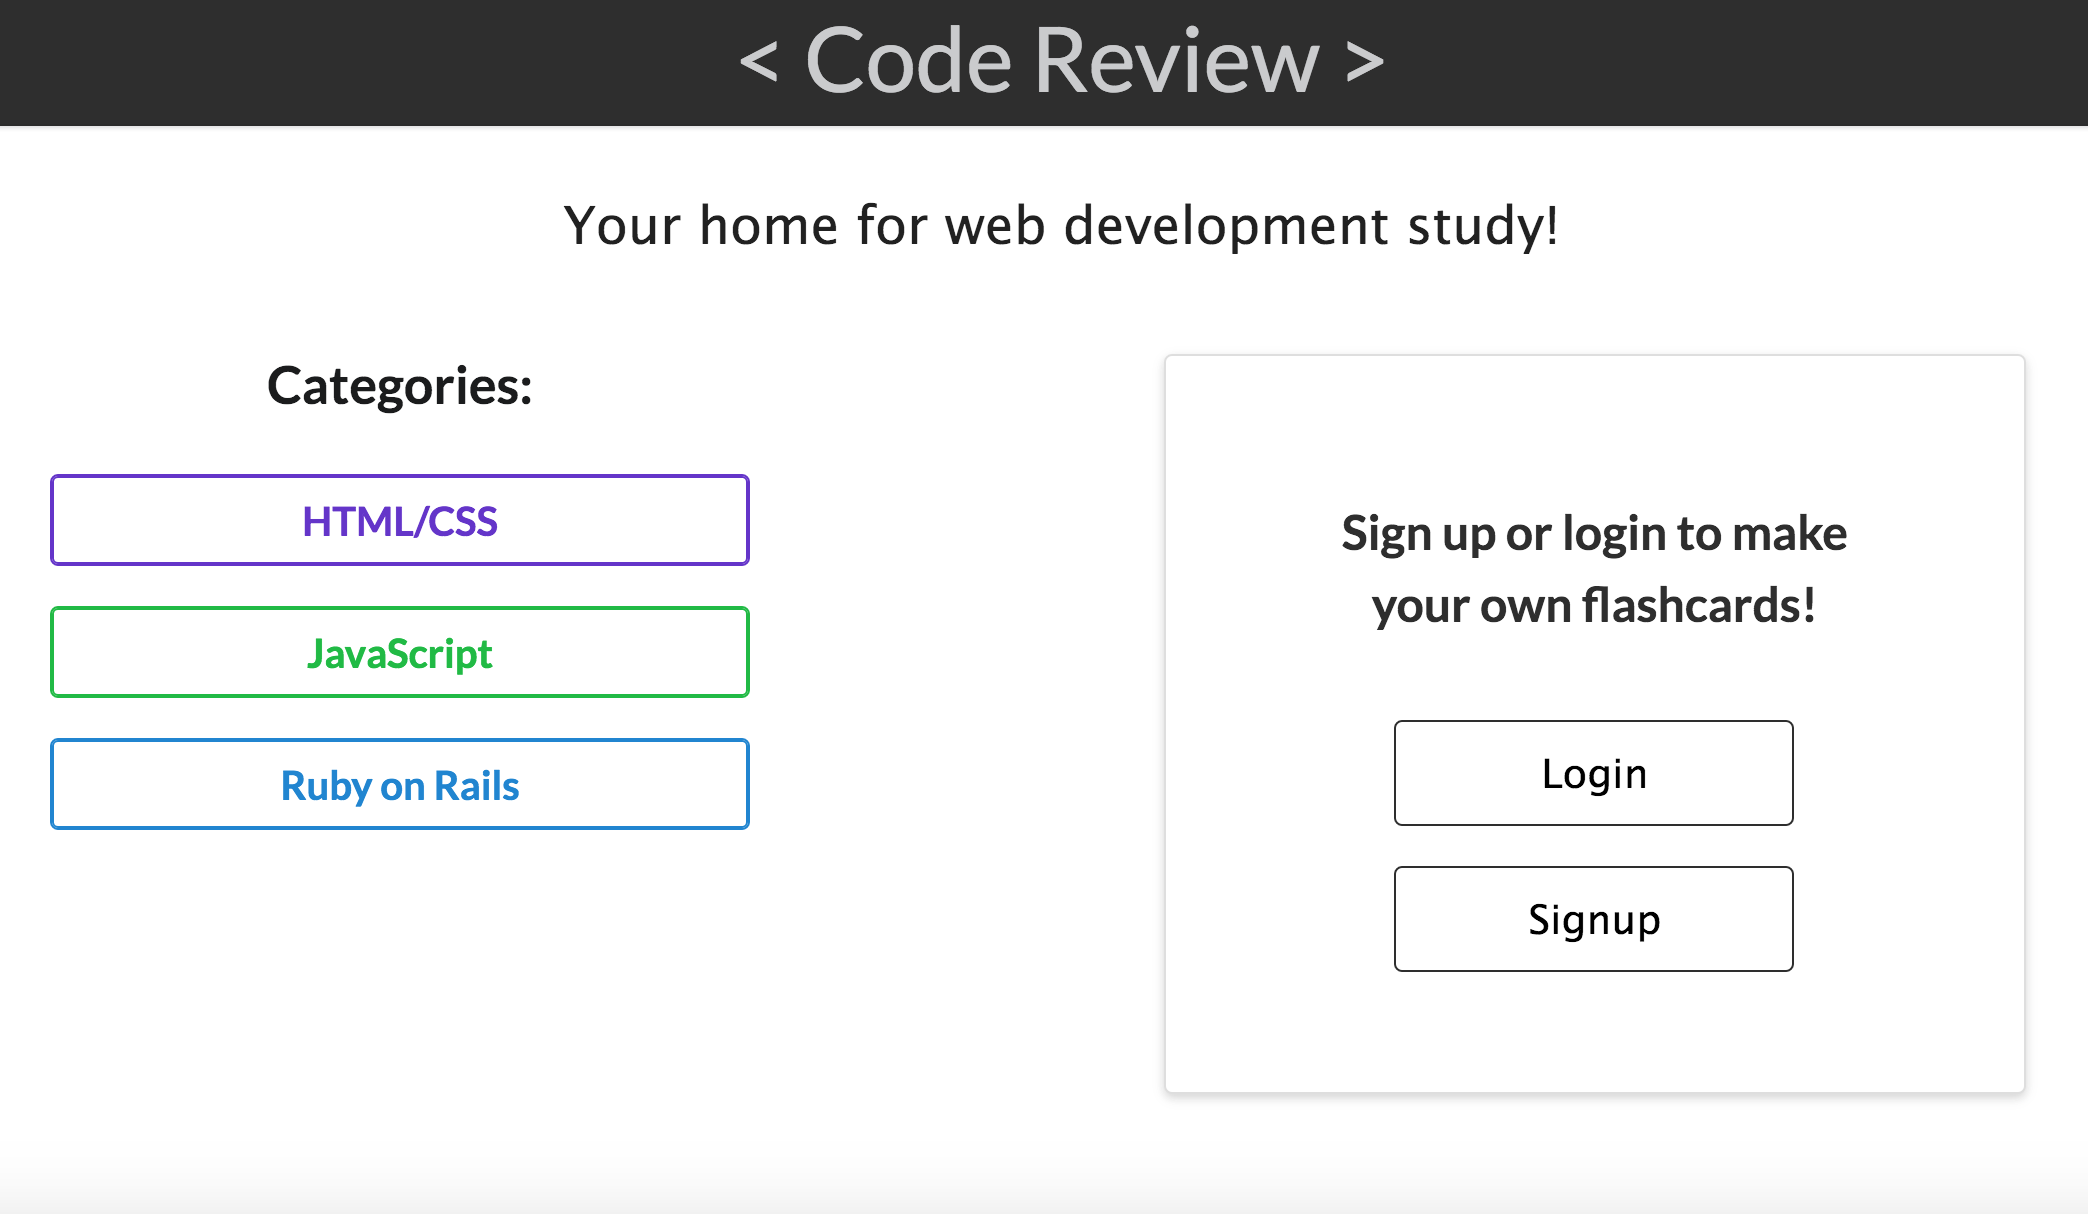 < Code Review >
Your home for web development study!
Categories:
HTML/CSS
JavaScript
Ruby on Rails
Sign up or login to make
your own flashcards!
Login
Signup